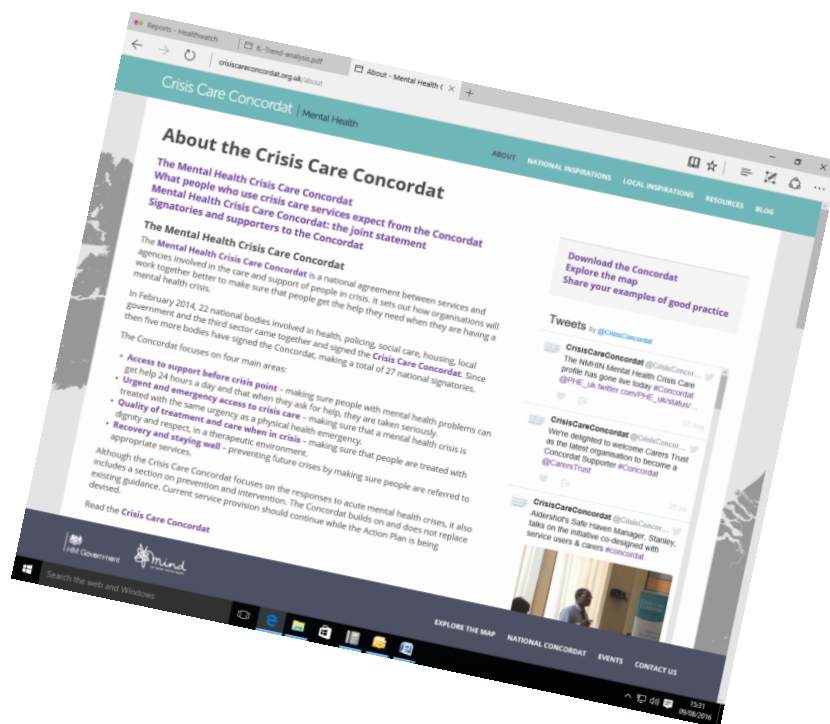 Reports - Healthwatch
IL-Trend-analysis.pdf
About - Mental Health C
crisiscareconcordat.org.uk/about
Crisis Care Concordat | Mental Health
ABOUT NATIONAL INSPIRATIONS LOCAL INSPIRATIONS RESOURCES BLOG
About the Crisis Care Concordat
The Mental Health Crisis Care Concordat
What people who use crisis care services expect from the Concordat
Mental Health Crisis Care Concordat: the joint statement
Signatories and supporters to the Concordat
The Mental Health Crisis Care Concordat
The Mental Health Crisis Care Concordat is a national agreement between services and
agencies involved in the care and support of people in crisis. It sets out how organisations will
work together better to make sure that people get the help they need when they are having a
mental health crisis.
In February 2014, 22 national bodies involved in health, policing, social care, housing, local
government and the third sector came together and signed the Crisis Care Concordat. Since
then five more bodies have signed the Concordat, making a total of 27 national signatories.
The Concordat focuses on four main areas:
• Access to support before crisis point – making sure people with mental health problems can
get help 24 hours a day and that when they ask for help, they are taken seriously.
• Urgent and emergency access to crisis care – making sure that a mental health crisis is
treated with the same urgency as a physical health emergency.
• Quality of treatment and care when in crisis – making sure that people are treated with
dignity and respect, in a therapeutic environment.
• Recovery and staying well – preventing future crises by making sure people are referred to
appropriate services.
Although the Crisis Care Concordat focuses on the responses to acute mental health crises, it also
includes a section on prevention and intervention. The Concordat builds on and does not replace
existing guidance. Current service provision should continue while the Action Plan is being
devised.
Read the Crisis Care Concordat
Download the Concordat
Explore the map
Share your examples of good practice
Tweets by @CrisisConcordat
CrisisCareConcordat @CrisisConcor...
The NMHIN Mental Health Crisis Care
profile has gone live today #Concordat
@PHE_uk twitter.com/PHE_uk/status/...
CrisisCareConcordat @CrisisConcor...
We're delighted to welcome Carers Trust
as the latest organisation to become a
Concordat Supporter #Concordat
@CarersTrust
CrisisCareConcordat @CrisisConcor...
Aldershot's Safe Haven Manager, Stanley,
talks on the initiative co-designed with
service users & carers #concordat
HM Government
mind
EXPLORE THE MAP NATIONAL CONCORDAT EVENTS CONTACT US
Search the web and Windows
15:31
09/08/2016